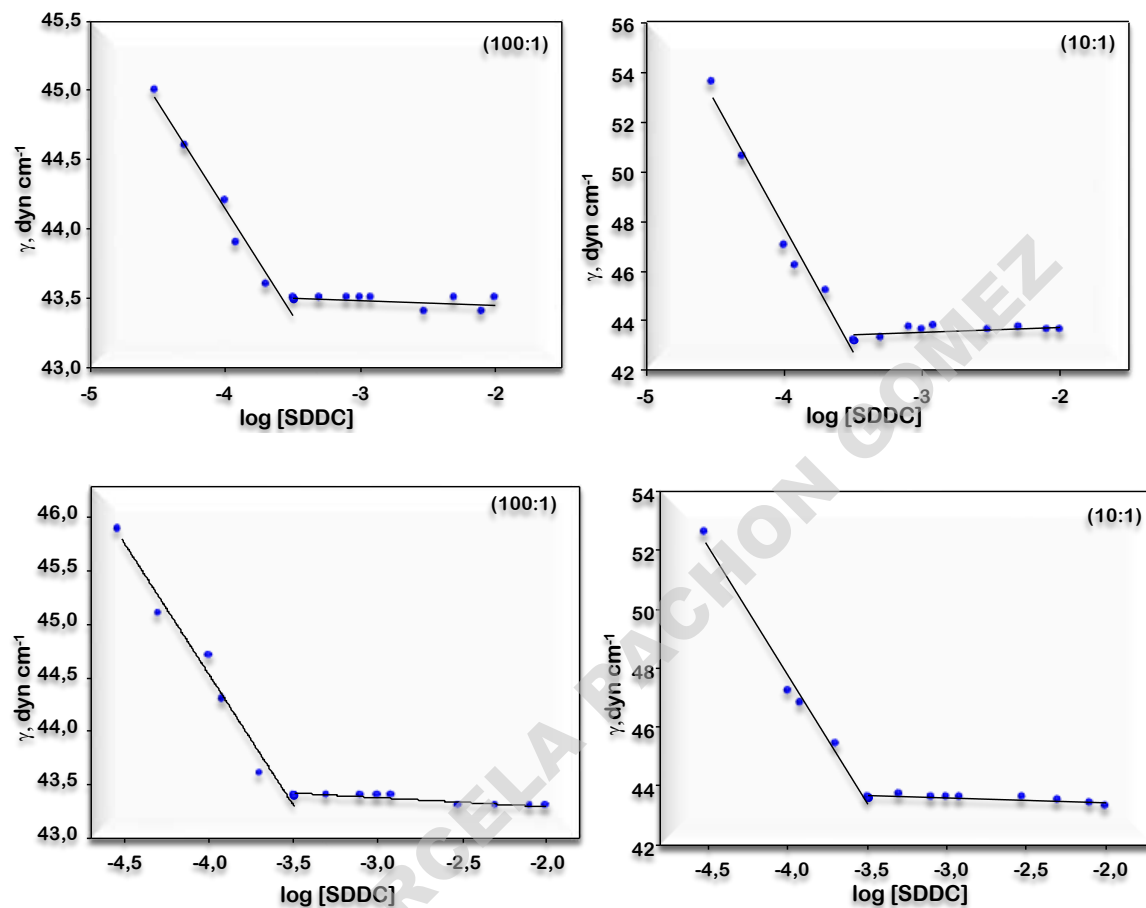 (100:1)
45,5
45,0
44,5
44,0
43,5
43,0
γ, dyn cm-1
-5 -4 -3 -2
log [SDDC]
(10:1)
56
54
52
50
48
46
44
42
γ, dyn cm-1
-5 -4 -3 -2
log [SDDC]
(100:1)
46,0
45,5
45,0
44,5
44,0
43,5
43,0
γ, dyn cm-1
-4,5 -4,0 -3,5 -3,0 -2,5 -2,0
log [SDDC]
(10:1)
54
52
50
48
46
44
42
γ,dyn cm-1
-4,5 -4,0 -3,5 -3,0 -2,5 -2,0
log [SDDC]
RCELA PACHON GOMEZ